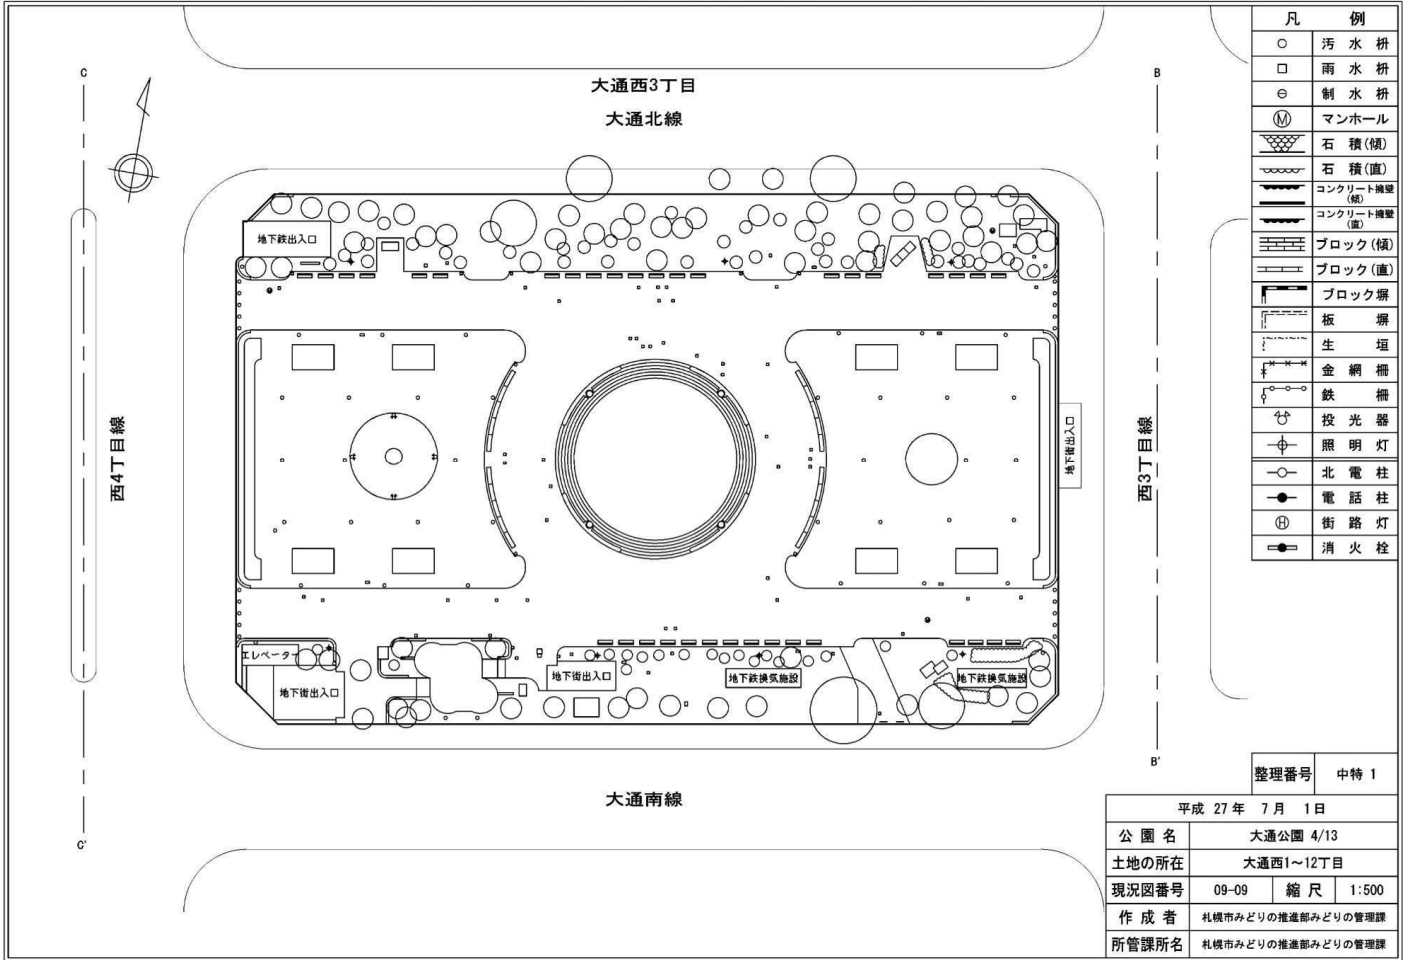 凡 例
汚水枡
雨水枡
制水枡
Ⓜ マンホール
石積(傾)
石積(直)
コンクリート擁壁
(傾)
コンクリート擁壁
(直)
ブロック(傾)
ブロック(直)
ブロック塀
板塀
生垣
金網柵
鉄柵
投光器
照明灯
北電柱
電話柱
Ⓗ 街路灯
消火栓
C
B
大通西3丁目
大通北線
地下鉄出入口
西4丁目線
地下街出入口
西3丁目線
エレベーター
地下街出入口
地下街出入口
地下鉄換気施設
地下鉄換気施設
大通南線
C'
B'
整理番号 中特 1
平成 27年 7月 1日
公園名 大通公園 4/13
土地の所在 大通西1～12丁目
現況図番号 09-09 縮尺 1:500
作成者 札幌市みどりの推進部みどりの管理課
所管課所名 札幌市みどりの推進部みどりの管理課